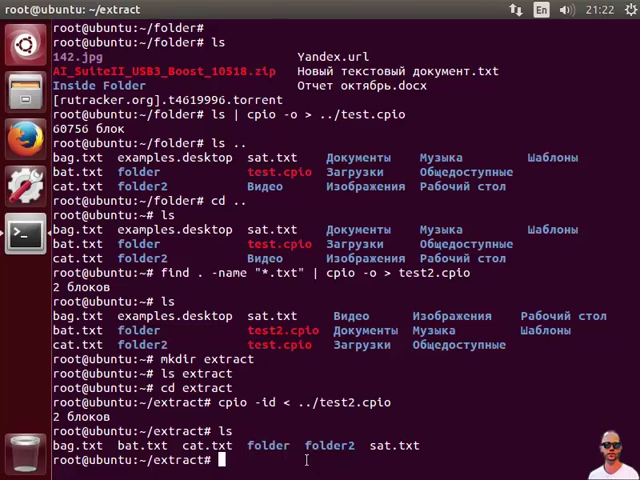 root@ubuntu: ~/extract
En
21:22
root@ubuntu:~/folder#
root@ubuntu:~/folder# ls
142.jpg Yandex.url
AI_SuiteII_USB3_Boost_10518.zip Новый текстовый документ.txt
Inside Folder Отчет октябрь.docx
[rutracker.org].t4619996.torrent
root@ubuntu:~/folder# ls | cpio -o > ../test.cpio
60756 блок
root@ubuntu:~/folder# ls ..
bag.txt examples.desktop sat.txt Документы Музыка Шаблоны
bat.txt folder test.cpio Загрузки Общедоступные
cat.txt folder2 Видео Изображения Рабочий стол
root@ubuntu:~/folder# cd ..
root@ubuntu:~# ls
bag.txt examples.desktop sat.txt Документы Музыка Шаблоны
bat.txt folder test.cpio Загрузки Общедоступные
cat.txt folder2 Видео Изображения Рабочий стол
root@ubuntu:~# find . -name "*.txt" | cpio -o > test2.cpio
2 блоков
root@ubuntu:~# ls
bag.txt examples.desktop sat.txt Видео Изображения Рабочий стол
bat.txt folder test2.cpio Документы Музыка Шаблоны
cat.txt folder2 test.cpio Загрузки Общедоступные
root@ubuntu:~# mkdir extract
root@ubuntu:~# ls extract
root@ubuntu:~# cd extract
root@ubuntu:~/extract# cpio -id < ../test2.cpio
2 блоков
root@ubuntu:~/extract# ls
bag.txt bat.txt cat.txt folder folder2 sat.txt
root@ubuntu:~/extract#